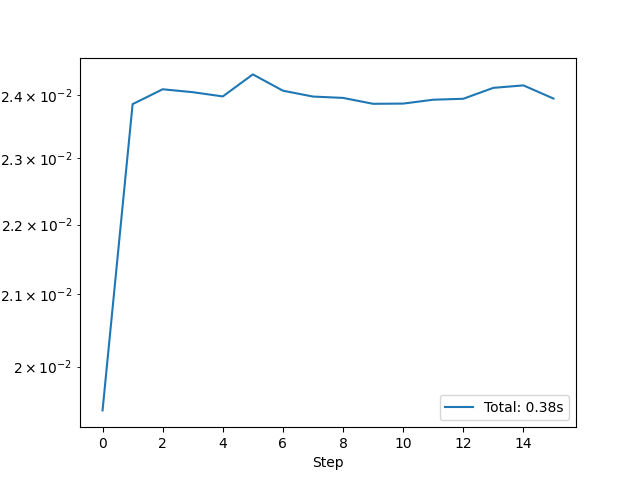 2.4 × 10⁻²
2.3 × 10⁻²
2.2 × 10⁻²
2.1 × 10⁻²
2 × 10⁻²
Total: 0.38s
0 2 4 6 8 10 12 14
Step